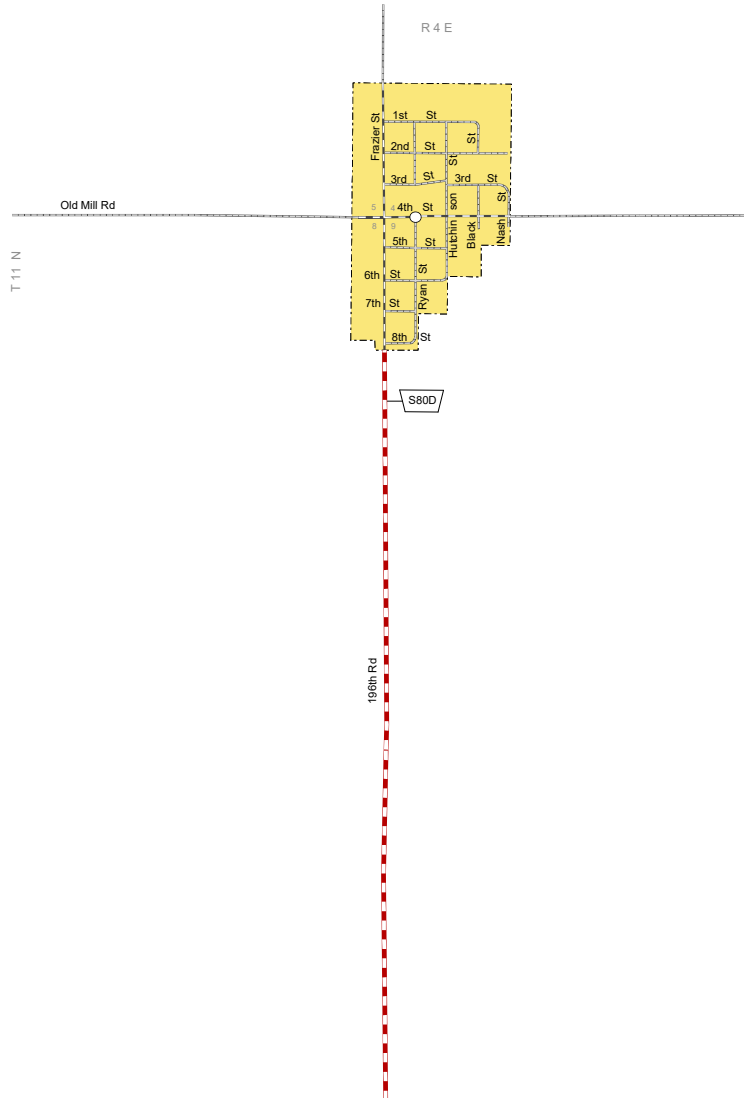 R 4 E
Frazier St
1st St
St
2nd St
St
3rd St
3rd St
Old Mill Rd
5 4
4th St
8 9
Hutchin son
Black
Nash St
T 11 N
5th St
6th St
St
Ryan
7th St
8th St
S80D
196th Rd